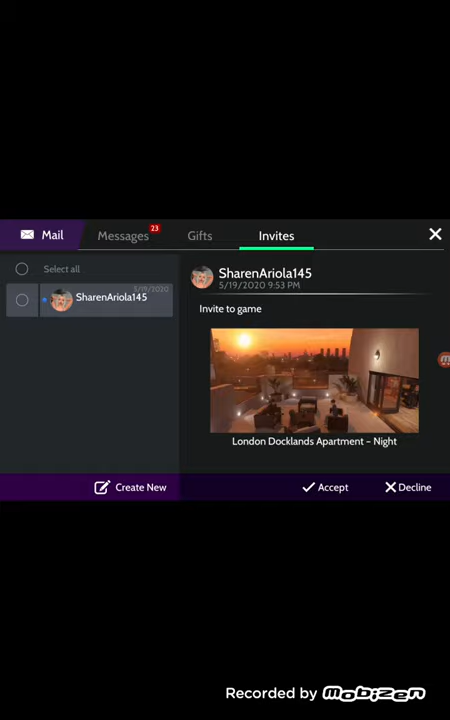 Mail
Messages
23
Gifts
Invites
Select all
5/19/2020
SharenAriola145
SharenAriola145
5/19/2020 9:53 PM
Invite to game
London Docklands Apartment – Night
Create New
Accept
Decline
Recorded by MOBIZEN